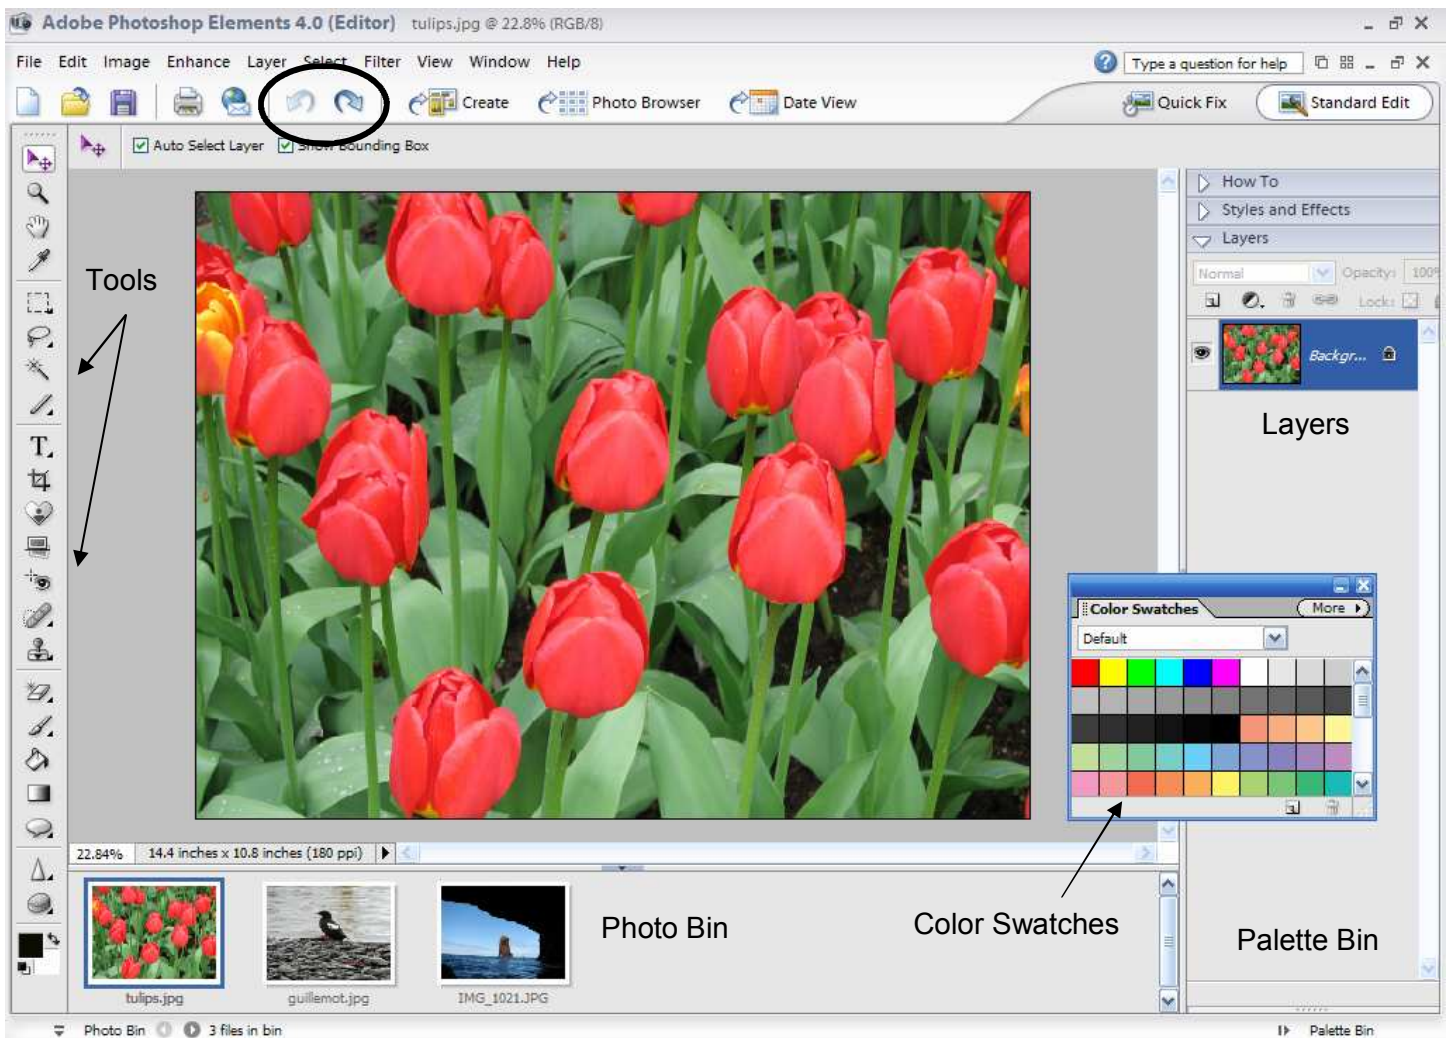 Adobe Photoshop Elements 4.0 (Editor) tulips.jpg @ 22.8% (RGB/8)
File Edit Image Enhance Layer Select Filter View Window Help
Type a question for help
Create Photo Browser Date View
Quick Fix Standard Edit
Auto Select Layer Show Bounding Box
How To
Styles and Effects
Layers
Normal Opacity: 100%
Lock:
Backgr...
Layers
Tools
T
Color Swatches More
Default
22.84% 14.4 inches x 10.8 inches (180 ppi)
Photo Bin
Color Swatches
Palette Bin
tulips.jpg guillemot.jpg IMG_1021.JPG
Photo Bin 3 files in bin
Palette Bin